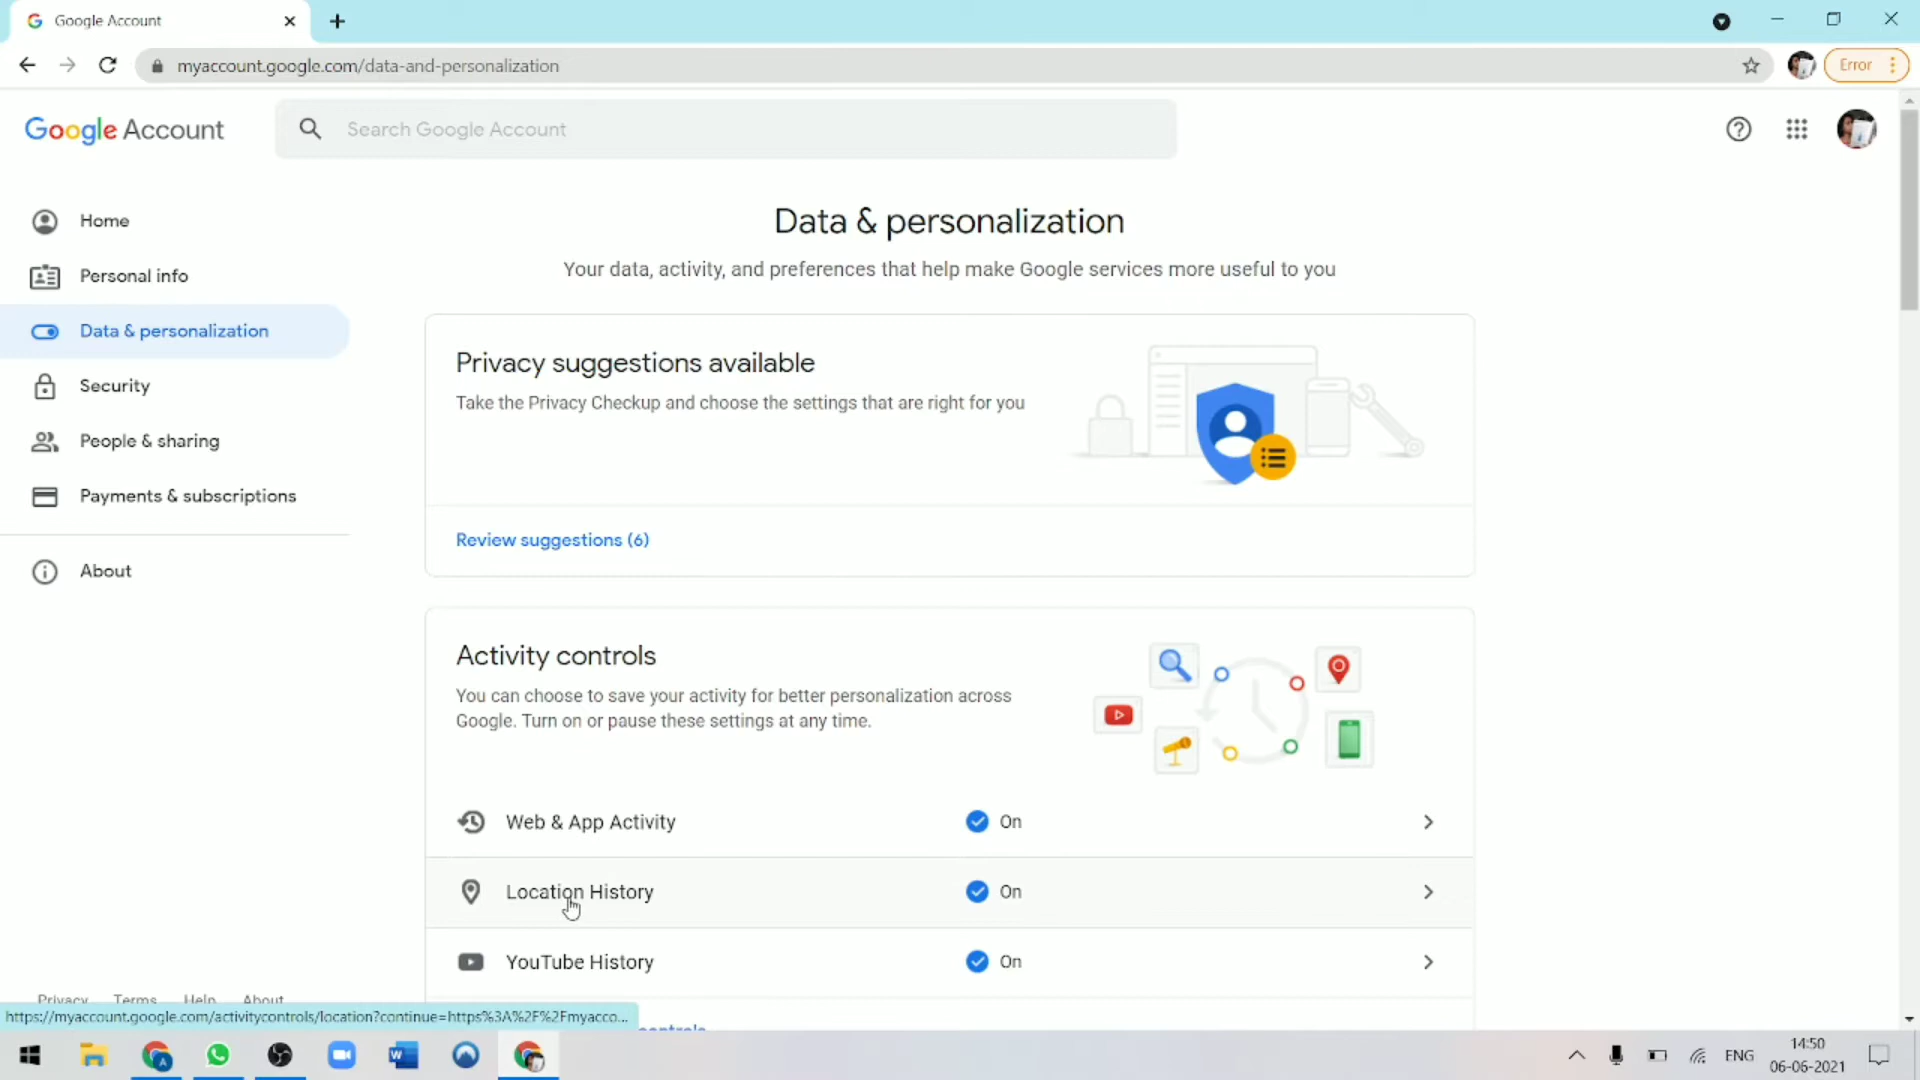 Google Account
myaccount.google.com/data-and-personalization
Error
Google Account
Search Google Account
Home
Personal info
Data & personalization
Security
People & sharing
Payments & subscriptions
About
Data & personalization
Your data, activity, and preferences that help make Google services more useful to you
Privacy suggestions available
Take the Privacy Checkup and choose the settings that are right for you
Review suggestions (6)
Activity controls
You can choose to save your activity for better personalization across
Google. Turn on or pause these settings at any time.
Web & App Activity On
Location History On
YouTube History On
Privacy Terms Help About
https://myaccount.google.com/activitycontrols/location?continue=https%3A%2F%2Fmyacco...
controls
ENG
14:50
06-06-2021